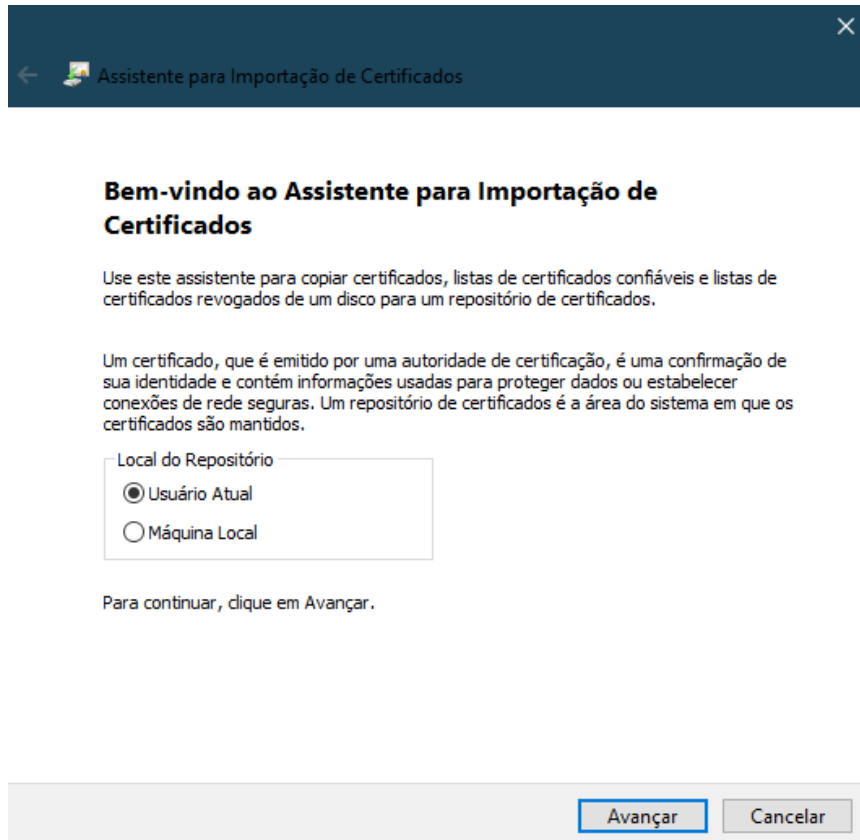 Assistente para Importação de Certificados
Bem-vindo ao Assistente para Importação de
Certificados
Use este assistente para copiar certificados, listas de certificados confiáveis e listas de
certificados revogados de um disco para um repositório de certificados.
Um certificado, que é emitido por uma autoridade de certificação, é uma confirmação de
sua identidade e contém informações usadas para proteger dados ou estabelecer
conexões de rede seguras. Um repositório de certificados é a área do sistema em que os
certificados são mantidos.
Local do Repositório
Usuário Atual
Máquina Local
Para continuar, clique em Avançar.
Avançar Cancelar